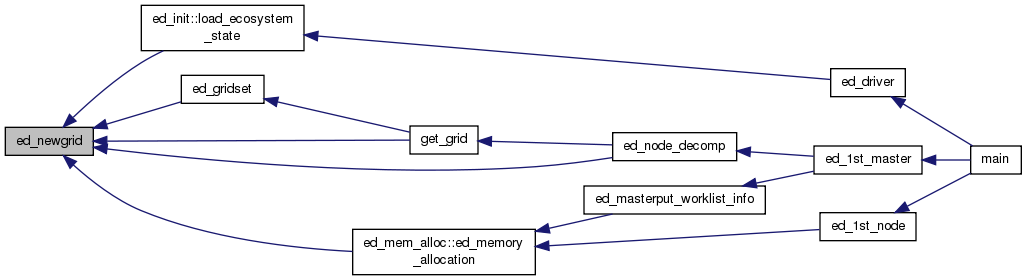 ed_init::load_ecosystem
_state
ed_driver
ed_gridset
ed_newgrid
get_grid
ed_node_decomp
ed_1st_master
main
ed_masterput_worklist_info
ed_1st_node
ed_mem_alloc::ed_memory
_allocation